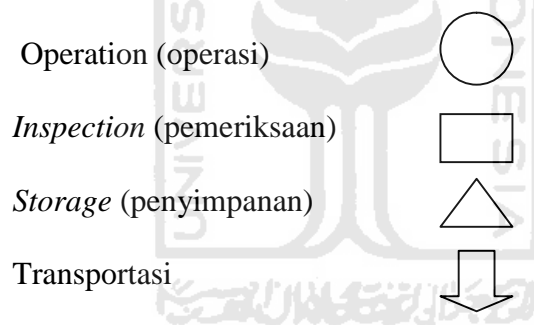 Operation (operasi)
Inspection (pemeriksaan)
Storage (penyimpanan)
Transportasi